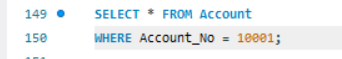 149 SELECT * FROM Account
150 WHERE Account_No = 10001;